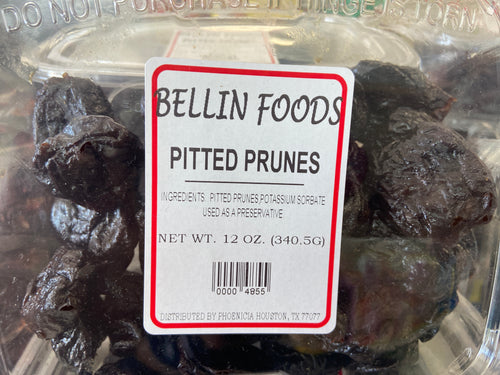 DO NOT PURCHASE IF HINGE IS TORN
BELLIN FOODS
PITTED PRUNES
INGREDIENTS: PITTED PRUNES,POTASSIUM SORBATE
USED AS A PRESERVATIVE
NET WT. 12 OZ. (340.5G)
0000 4955
DISTRIBUTED BY PHOENICIA HOUSTON, TX 77077